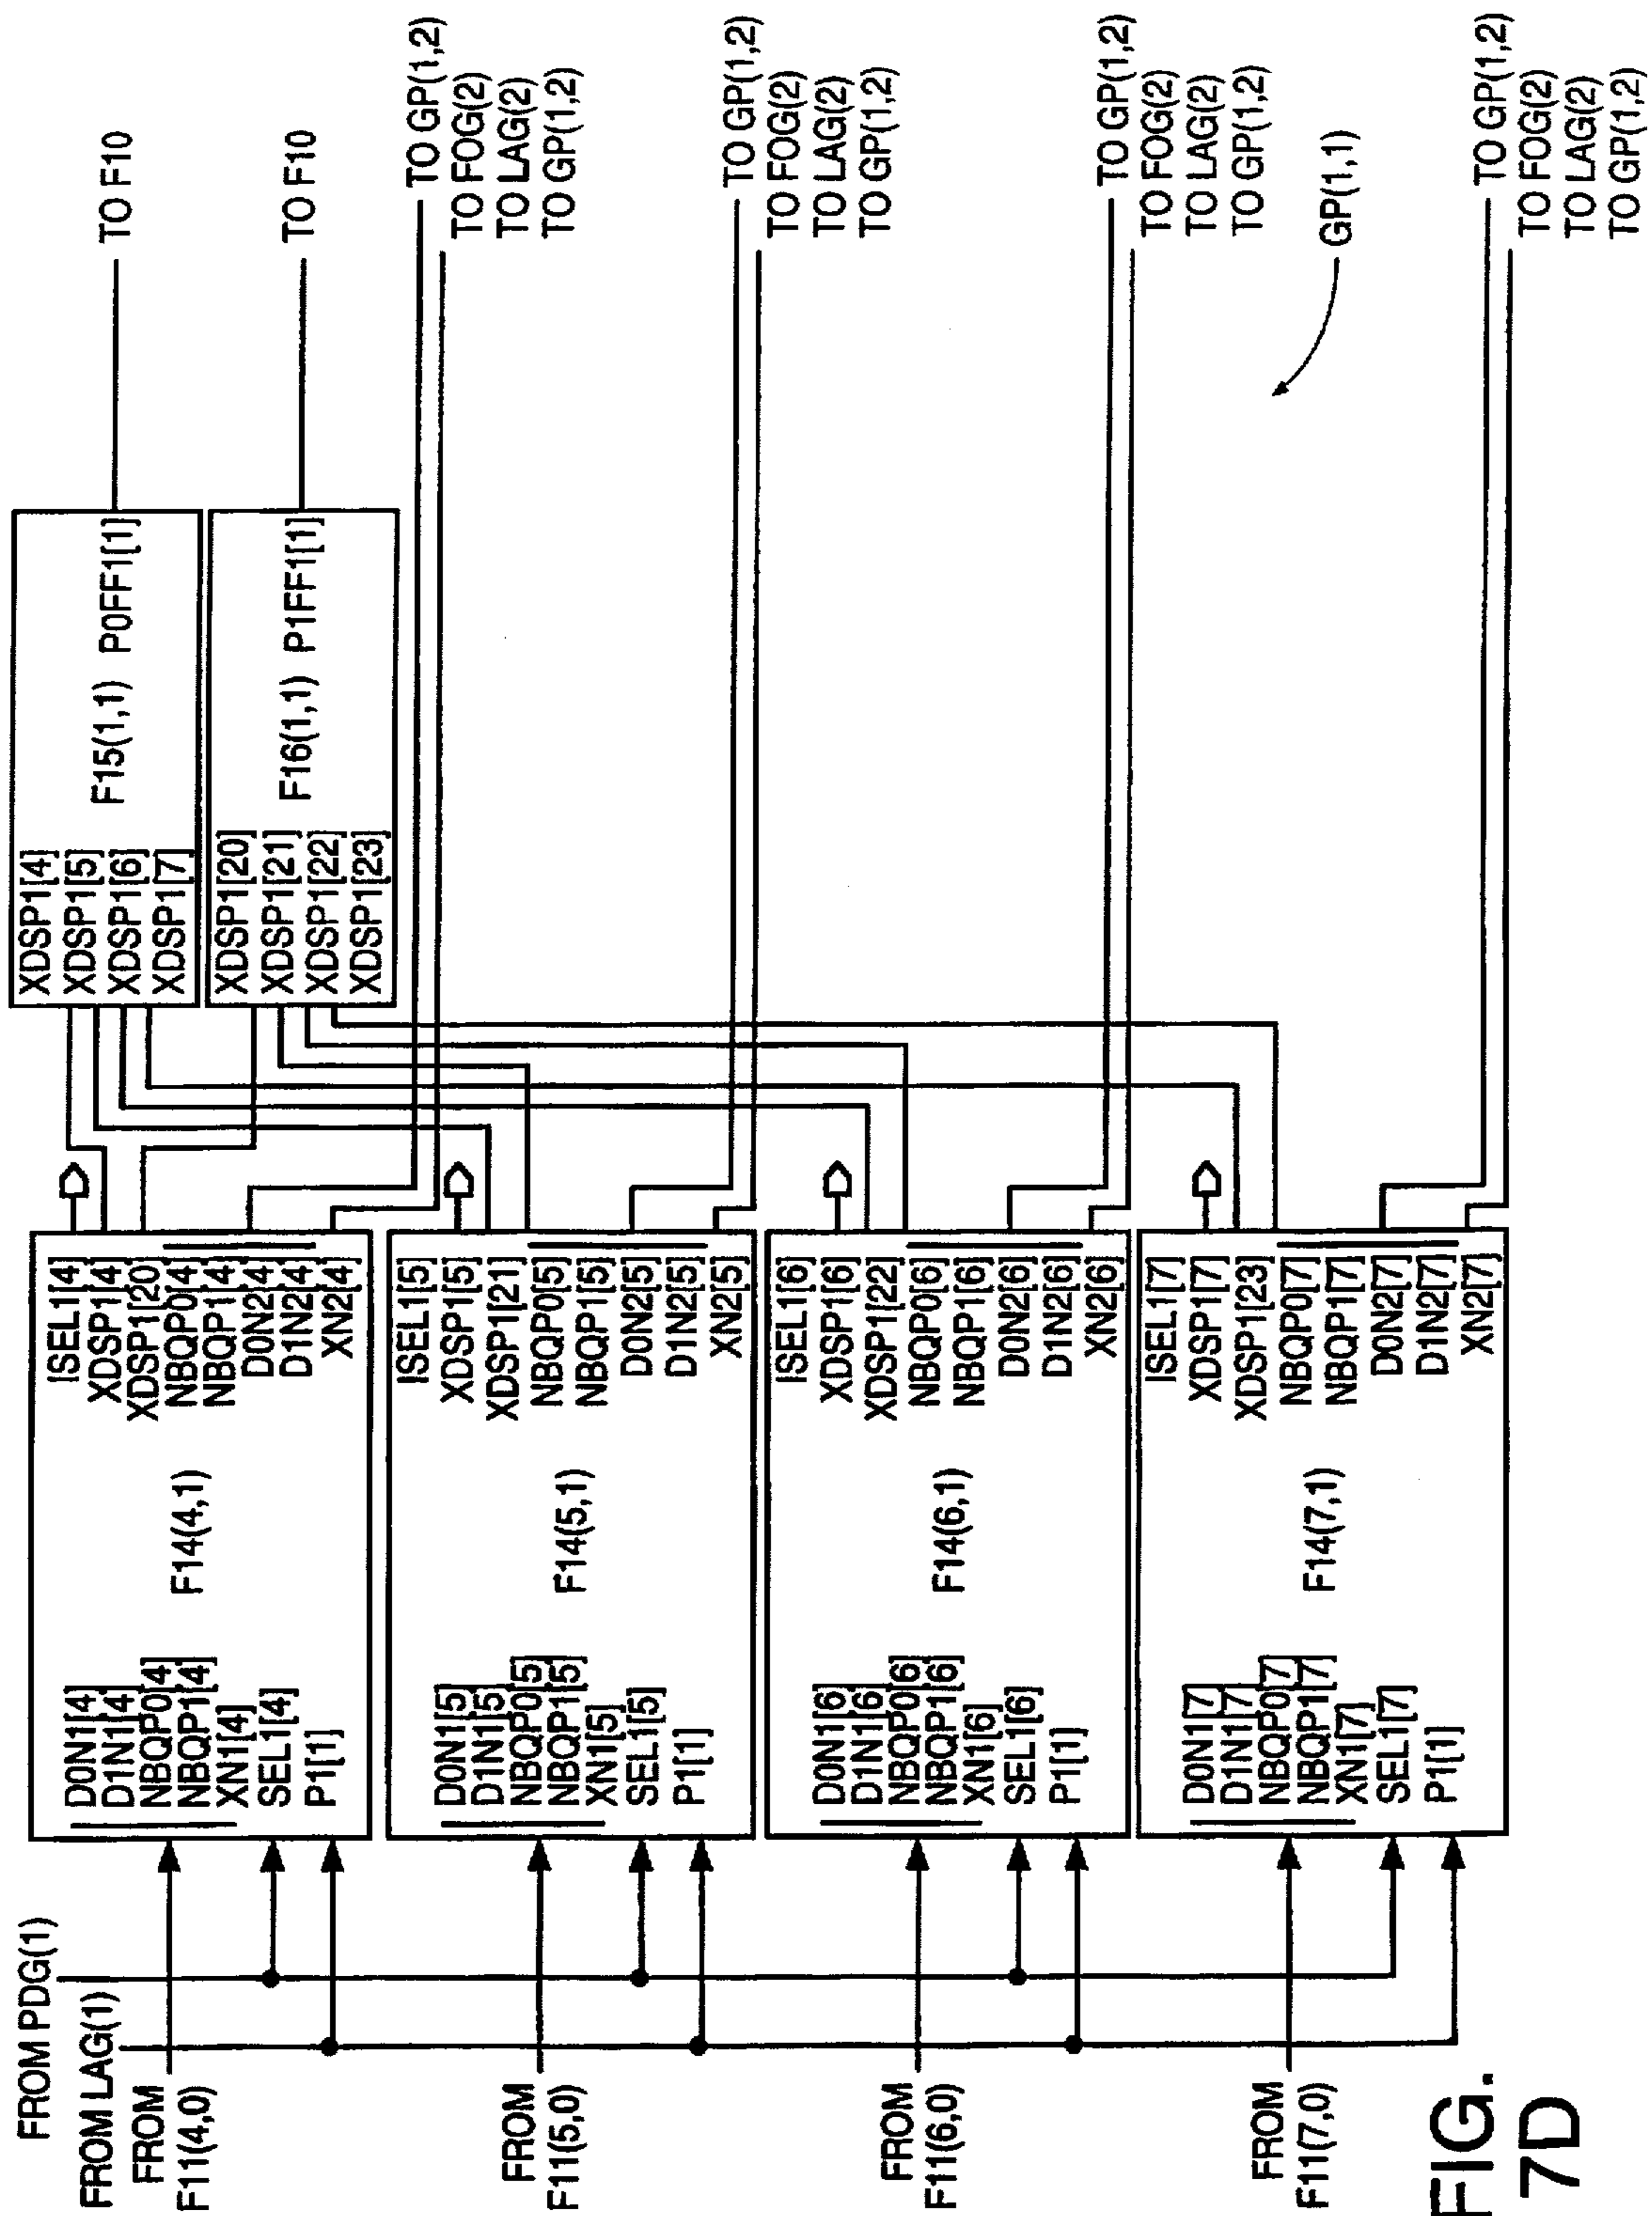 FROM PDG(1)
FROM LAG(1)
FROM
F11(4,0)
D0N1[4]
D1N1[4]
NBQP0[4]
NBQP1[4]
XN1[4]
SEL1[4]
P1[1]
F14(4,1)
ISEL1[4]
XDSP1[4]
XDSP1[20]
NBQP0[4]
NBQP1[4]
D0N2[4]
D1N2[4]
XN2[4]
XDSP1[4]
XDSP1[5]
XDSP1[6]
XDSP1[7]
F15(1,1) P0FF1[1]
TO F10
XDSP1[20]
XDSP1[21]
XDSP1[22]
XDSP1[23]
F16(1,1) P1FF1[1]
TO F10
TO GP(1,2)
TO FOG(2)
TO LAG(2)
TO GP(1,2)
FROM
F11(5,0)
D0N1[5]
D1N1[5]
NBQP0[5]
NBQP1[5]
XN1[5]
SEL1[5]
P1[1]
F14(5,1)
ISEL1[5]
XDSP1[5]
XDSP1[21]
NBQP0[5]
NBQP1[5]
D0N2[5]
D1N2[5]
XN2[5]
TO GP(1,2)
TO FOG(2)
TO LAG(2)
TO GP(1,2)
FROM
F11(6,0)
D0N1[6]
D1N1[6]
NBQP0[6]
NBQP1[6]
XN1[6]
SEL1[6]
P1[1]
F14(6,1)
ISEL1[6]
XDSP1[6]
XDSP1[22]
NBQP0[6]
NBQP1[6]
D0N2[6]
D1N2[6]
XN2[6]
TO GP(1,2)
TO FOG(2)
TO LAG(2)
TO GP(1,2)
GP(1,1)
FROM
F11(7,0)
D0N1[7]
D1N1[7]
NBQP0[7]
NBQP1[7]
XN1[7]
SEL1[7]
P1[1]
F14(7,1)
ISEL1[7]
XDSP1[7]
XDSP1[23]
NBQP0[7]
NBQP1[7]
D0N2[7]
D1N2[7]
XN2[7]
TO GP(1,2)
TO FOG(2)
TO LAG(2)
TO GP(1,2)
FIG.
7D